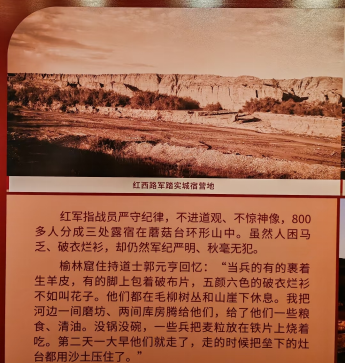 红西路军踏实城宿营地
红军指战员严守纪律，不进道观、不惊神像，800
多人分成三处露宿在蘑菇台环形山中。虽然人困马
乏、破衣烂衫，却仍然军纪严明、秋毫无犯。
榆林窟住持道士郭元亨回忆：“当兵的有的裹着
生羊皮，有的脚上包着破布片，五颜六色的破衣烂衫
不如叫花子。他们都在毛柳树丛和山崖下休息。我把
河边一间磨坊、两间库房腾给他们，给了他们一些粮
食、清油。没锅没碗，一些兵把麦粒放在铁片上烧着
吃。第二天一大早他们就走了，走的时候把垒下的灶
台都用沙土压住了。”